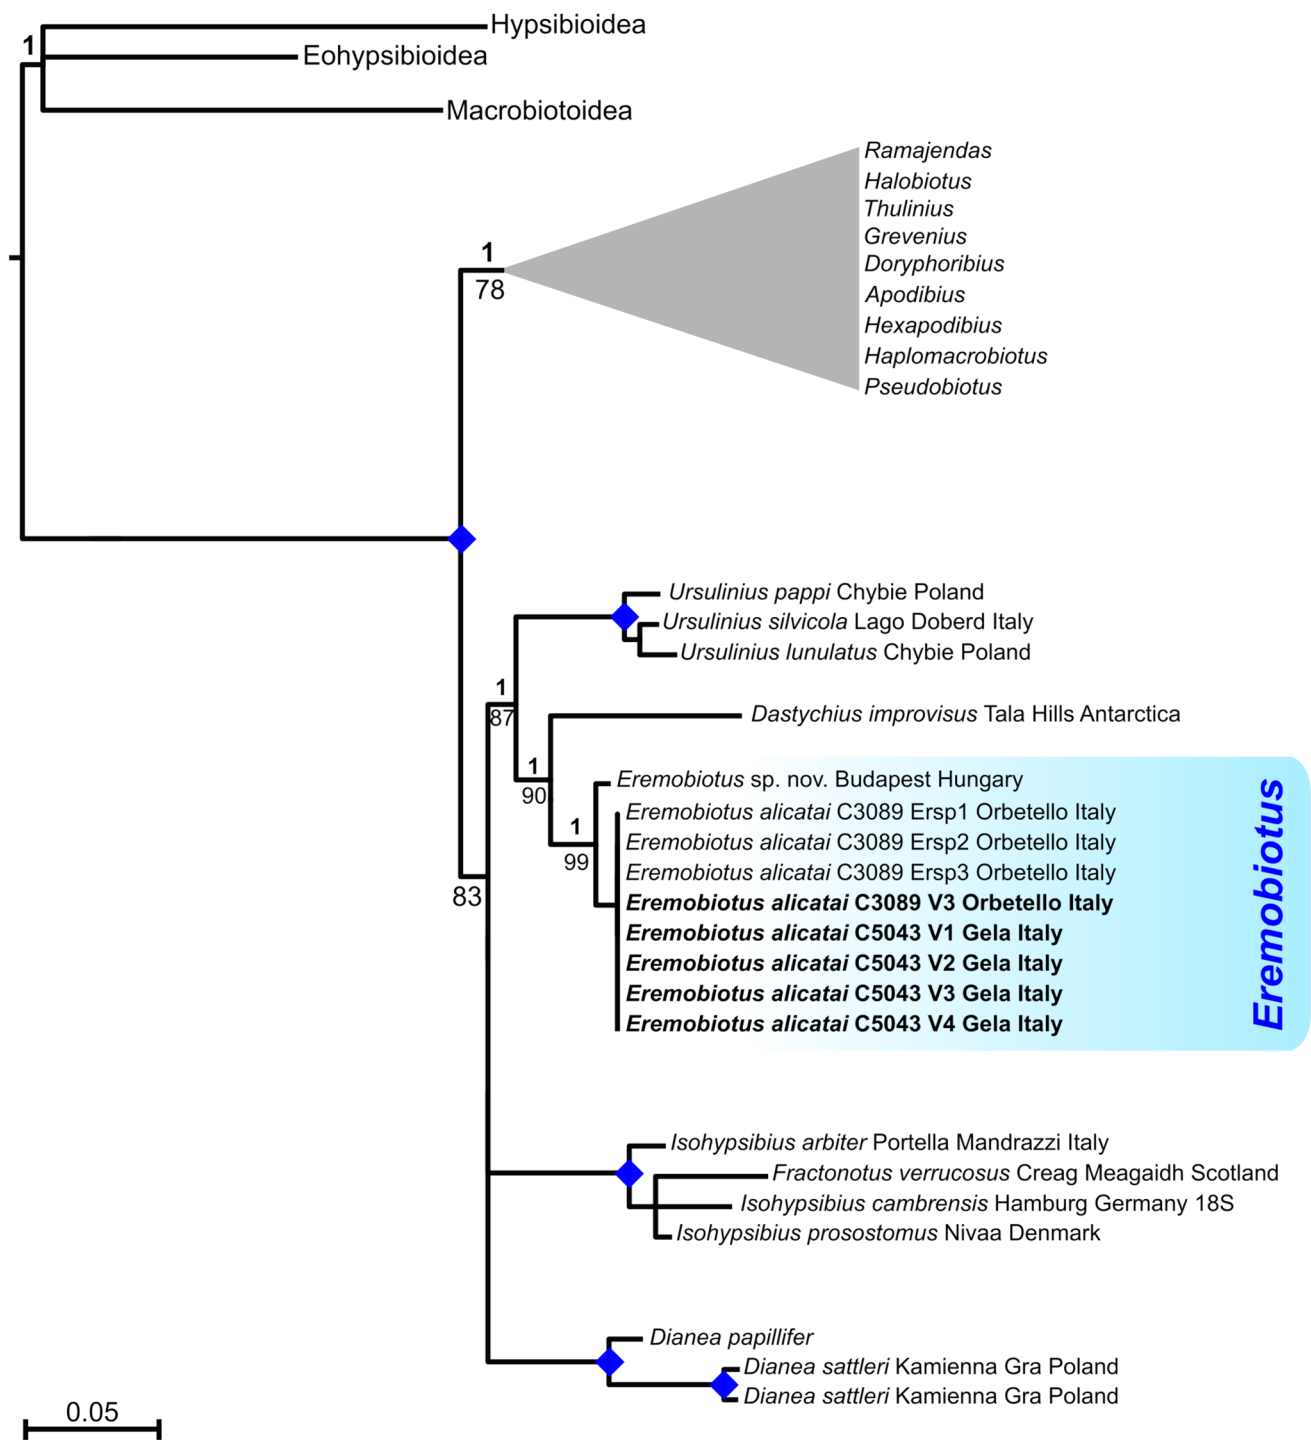 Hypsibioidea
1
Eohypsibioidea
Macrobiotoidea
Ramajendas
Halobiotus
Thulinius
Grevenius
1
Doryphoribius
78
Apodibius
Hexapodibius
Haplomacrobiotus
Pseudobiotus
Ursulinius pappi Chybie Poland
Ursulinius silvicola Lago Doberd Italy
Ursulinius lunulatus Chybie Poland
1
87
Dastychius improvisus Tala Hills Antarctica
1
90
Eremobiotus sp. nov. Budapest Hungary
Eremobiotus alicatai C3089 Ersp1 Orbetello Italy
1
Eremobiotus alicatai C3089 Ersp2 Orbetello Italy
99
Eremobiotus alicatai C3089 Ersp3 Orbetello Italy
83
Eremobiotus alicatai C3089 V3 Orbetello Italy
Eremobiotus alicatai C5043 V1 Gela Italy
Eremobiotus alicatai C5043 V2 Gela Italy
Eremobiotus alicatai C5043 V3 Gela Italy
Eremobiotus alicatai C5043 V4 Gela Italy
Eremobiotus
Isohypsibius arbiter Portella Mandrazzi Italy
Fractonotus verrucosus Creag Meagaidh Scotland
Isohypsibius cambrensis Hamburg Germany 18S
Isohypsibius prosostomus Nivaa Denmark
Dianea papillifer
Dianea sattleri Kamienna Gra Poland
Dianea sattleri Kamienna Gra Poland
0.05